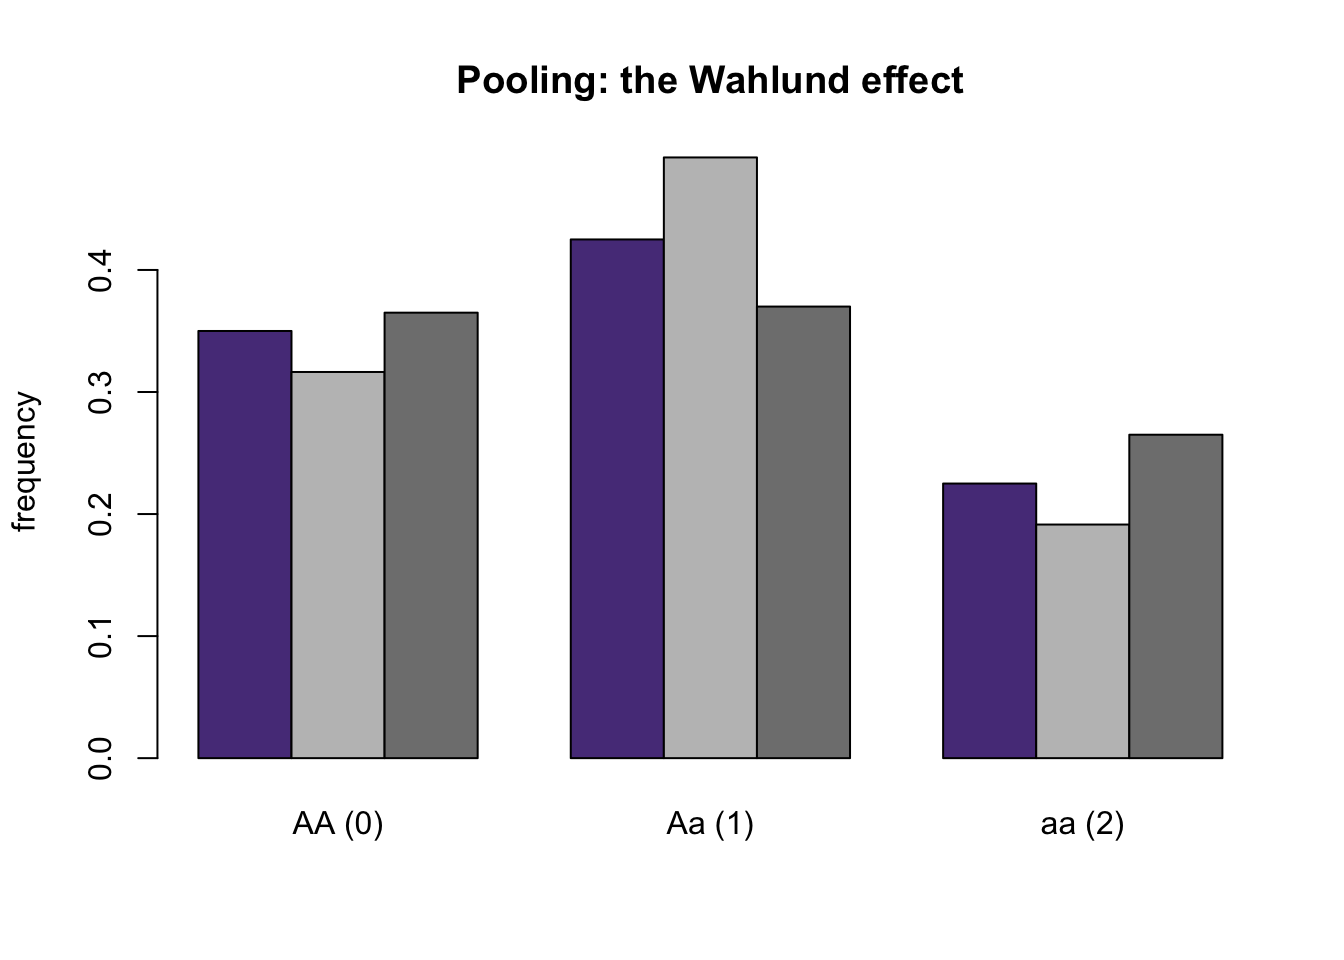 Pooling: the Wahlund effect
frequency
0.4
0.3
0.2
0.1
0.0
AA (0)
Aa (1)
aa (2)